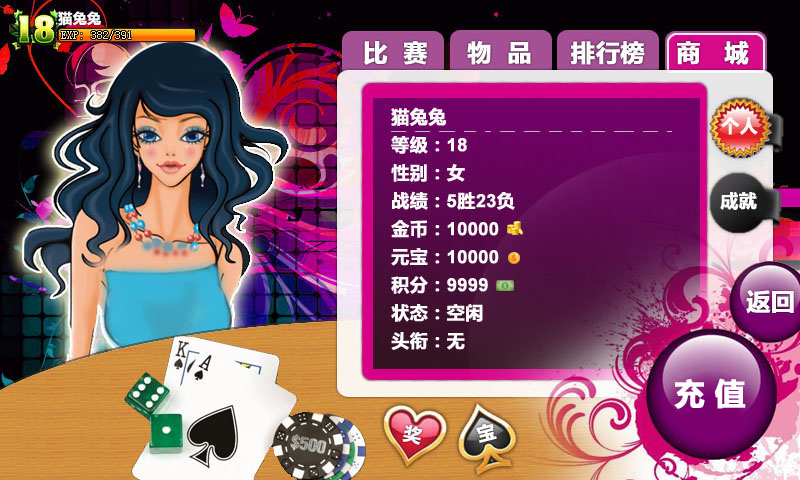 18 猫兔兔
EXP: 382/391
比 赛 物 品 排行榜 商 城
猫兔兔
等级：18
性别：女
战绩：5胜23负
金币：10000
元宝：10000
积分：9999
状态：空闲
头衔：无
个人
成就
返回
充 值
K A
$500
奖 宝